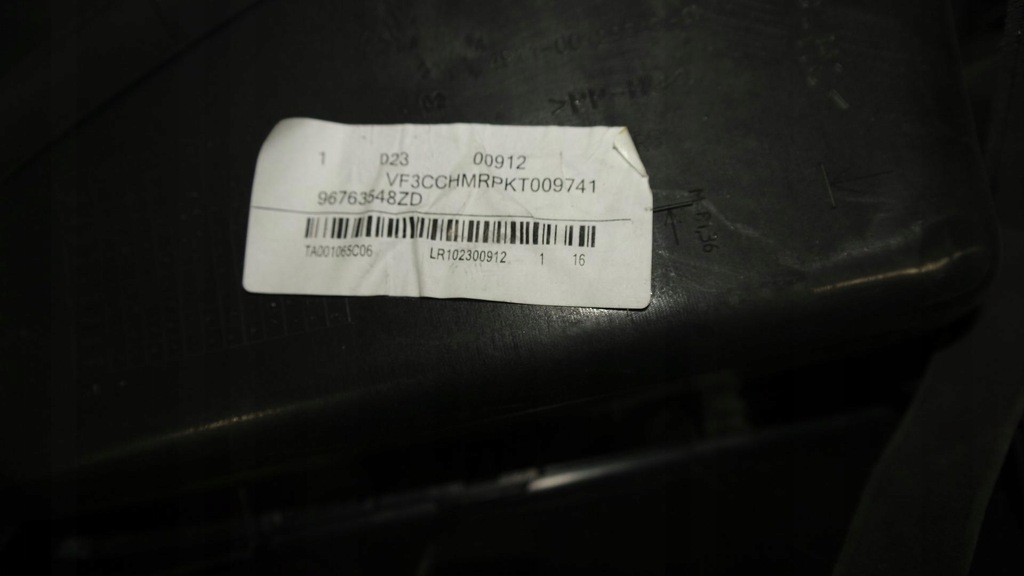 1 023 00912
VF3CCHMRPKT009741
96763548ZD
TA001065C06 LR102300912 1 16